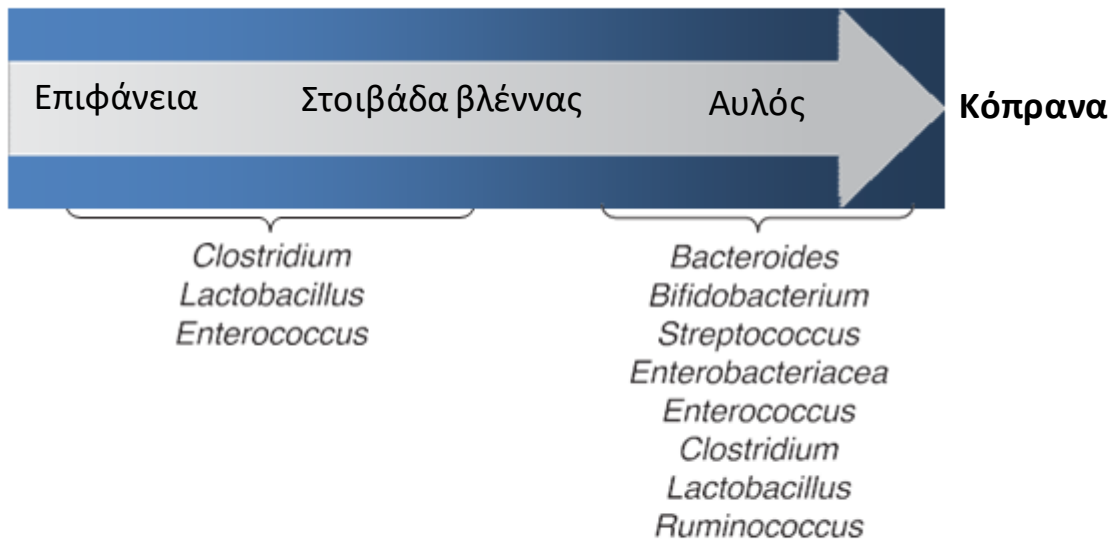 Επιφάνεια Στοιβάδα βλέννας Αυλός Κόπρανα
Clostridium
Lactobacillus
Enterococcus
Bacteroides
Bifidobacterium
Streptococcus
Enterobacteriacea
Enterococcus
Clostridium
Lactobacillus
Ruminococcus